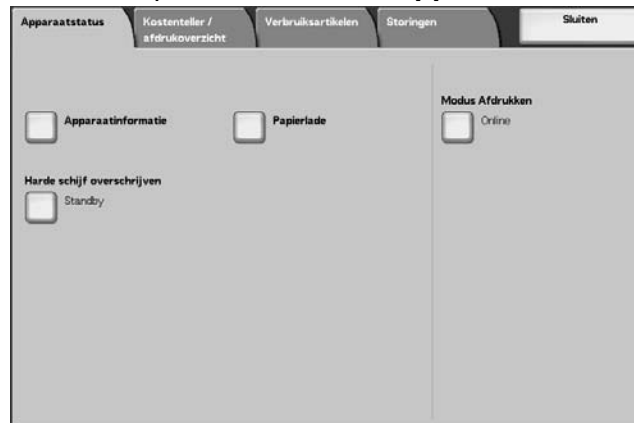 Apparaatstatus
Kostenteller /
afdrukoverzicht
Verbruiksartikelen
Storingen
Sluiten
Modus Afdrukken
Apparaatinformatie
Papierlade
Online
Harde schijf overschrijven
Standby